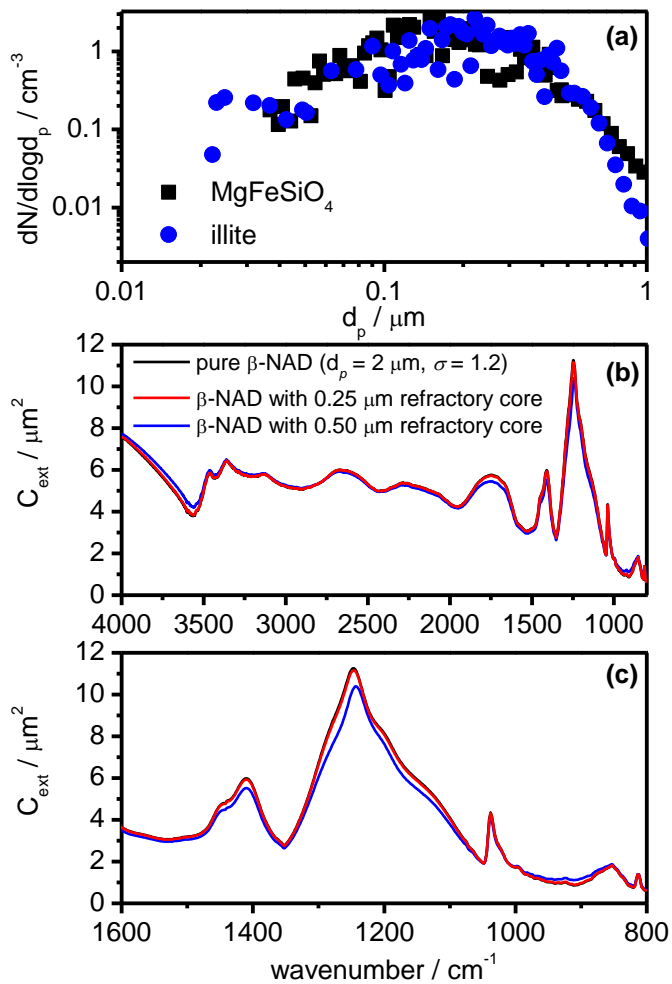 (a)
1
0.1
0.01
dN/dlogd_p / cm^-3
MgFeSiO_4
illite
0.01 0.1 1
d_p / μm
(b)
12
10
8
6
4
2
0
C_ext / μm^2
pure β-NAD (d_p = 2 μm, σ = 1.2)
β-NAD with 0.25 μm refractory core
β-NAD with 0.50 μm refractory core
4000 3500 3000 2500 2000 1500 1000
(c)
12
10
8
6
4
2
0
C_ext / μm^2
1600 1400 1200 1000 800
wavenumber / cm^-1